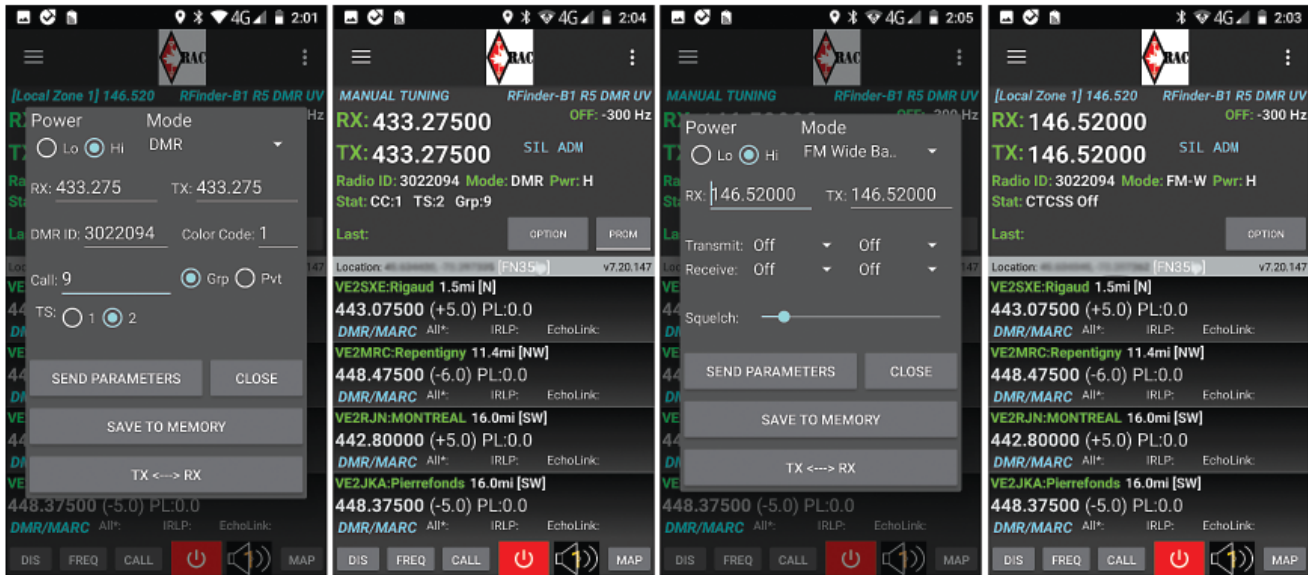 4G 2:01
RAC
[Local Zone 1] 146.520 RFinder-B1 R5 DMR UV
Hz
Power Mode
Lo Hi DMR
RX: 433.275 TX: 433.275
DMR ID: 3022094 Color Code: 1
Call: 9 Grp Pvt
TS: 1 2
SEND PARAMETERS CLOSE
SAVE TO MEMORY
TX <---> RX
448.37500 (-5.0) PL:0.0
DMR/MARC All*: IRLP: EchoLink:
DIS FREQ CALL 1 MAP
4G 2:04
RAC
MANUAL TUNING RFinder-B1 R5 DMR UV
RX: 433.27500 OFF: -300 Hz
TX: 433.27500 SIL ADM
Radio ID: 3022094 Mode: DMR Pwr: H
Stat: CC:1 TS:2 Grp:9
Last: OPTION PROM
Location: [FN35 ] v7.20.147
VE2SXE:Rigaud 1.5mi [N]
443.07500 (+5.0) PL:0.0
DMR/MARC All*: IRLP: EchoLink:
VE2MRC:Repentigny 11.4mi [NW]
448.47500 (-6.0) PL:0.0
DMR/MARC All*: IRLP: EchoLink:
VE2RJN:MONTREAL 16.0mi [SW]
442.80000 (+5.0) PL:0.0
DMR/MARC All*: IRLP: EchoLink:
VE2JKA:Pierrefonds 16.0mi [SW]
448.37500 (-5.0) PL:0.0
DMR/MARC All*: IRLP: EchoLink:
DIS FREQ CALL 1 MAP
4G 2:05
RAC
MANUAL TUNING RFinder-B1 R5 DMR UV
Power Mode
Lo Hi FM Wide Ba..
RX: 146.52000 TX: 146.52000
Transmit: Off Off
Receive: Off Off
Squelch:
SEND PARAMETERS CLOSE
SAVE TO MEMORY
TX <---> RX
448.37500 (-5.0) PL:0.0
DMR/MARC All*: IRLP: EchoLink:
DIS FREQ CALL 1 MAP
4G 2:03
RAC
[Local Zone 1] 146.520 RFinder-B1 R5 DMR UV
RX: 146.52000 OFF: -300 Hz
TX: 146.52000 SIL ADM
Radio ID: 3022094 Mode: FM-W Pwr: H
Stat: CTCSS Off
Last: OPTION
Location: [FN35 ] v7.20.147
VE2SXE:Rigaud 1.5mi [N]
443.07500 (+5.0) PL:0.0
DMR/MARC All*: IRLP: EchoLink:
VE2MRC:Repentigny 11.4mi [NW]
448.47500 (-6.0) PL:0.0
DMR/MARC All*: IRLP: EchoLink:
VE2RJN:MONTREAL 16.0mi [SW]
442.80000 (+5.0) PL:0.0
DMR/MARC All*: IRLP: EchoLink:
VE2JKA:Pierrefonds 16.0mi [SW]
448.37500 (-5.0) PL:0.0
DMR/MARC All*: IRLP: EchoLink:
DIS FREQ CALL 1 MAP